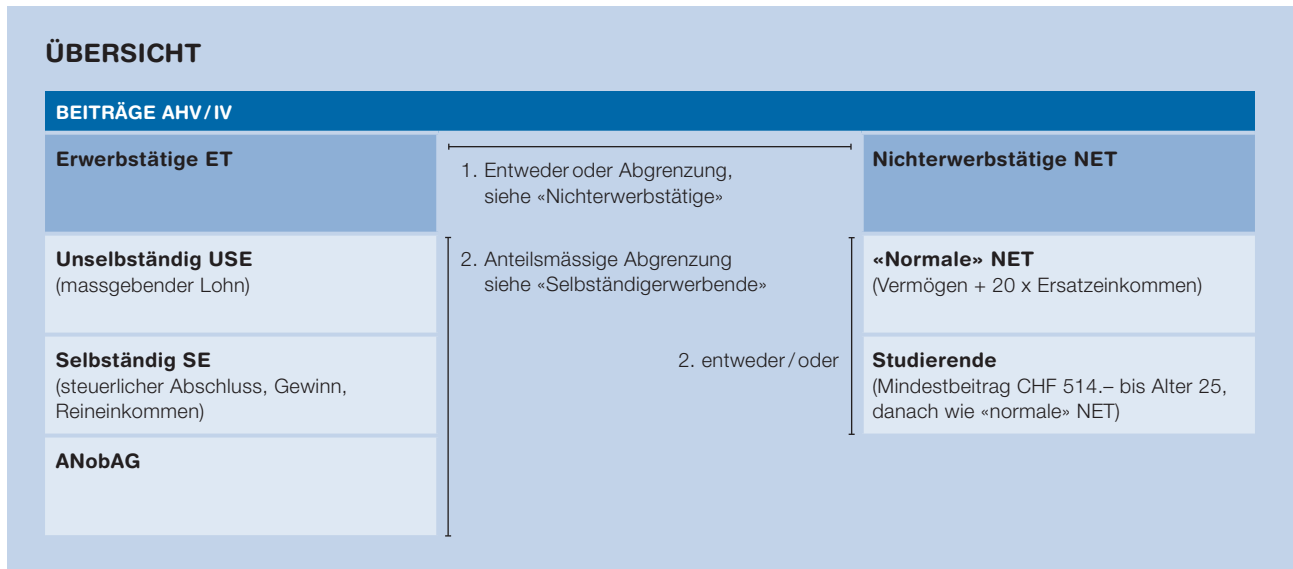 ÜBERSICHT
BEITRÄGE AHV/IV
Erwerbstätige ET
1. Entweder oder Abgrenzung,
siehe «Nichterwerbstätige»
Nichterwerbstätige NET
Unselbständig USE
(massgebender Lohn)
2. Anteilsmässige Abgrenzung
siehe «Selbständigerwerbende»
«Normale» NET
(Vermögen + 20 x Ersatzeinkommen)
Selbständig SE
(steuerlicher Abschluss, Gewinn,
Reineinkommen)
2. entweder/oder
Studierende
(Mindestbeitrag CHF 514.– bis Alter 25,
danach wie «normale» NET)
ANobAG